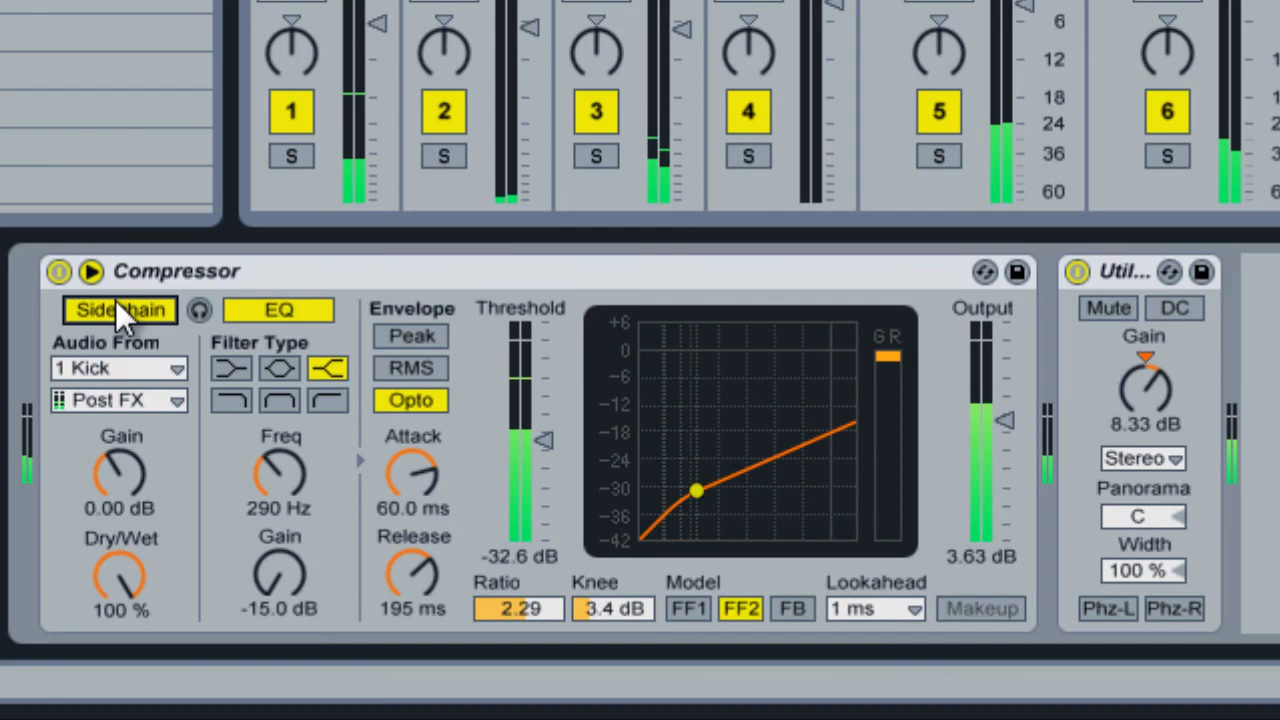 6
12
18
24
36
60
1 2 3 4 5 6
S S S S S S
Compressor
Util...
Sidechain EQ Envelope Threshold Output Mute DC
Audio From Filter Type Peak Gain
1 Kick RMS
Post FX Opto 8.33 dB
Gain Freq Attack Stereo
0.00 dB 290 Hz 60.0 ms Panorama
C
Dry/Wet Gain Release Width
100 % -15.0 dB 195 ms 100 %
+6
0
-6
-12
-18
-24
-30
-36
-42
GR
-32.6 dB 3.63 dB
Ratio Knee Model Lookahead
2.29 3.4 dB FF1 FF2 FB 1 ms Makeup Phz-L Phz-R